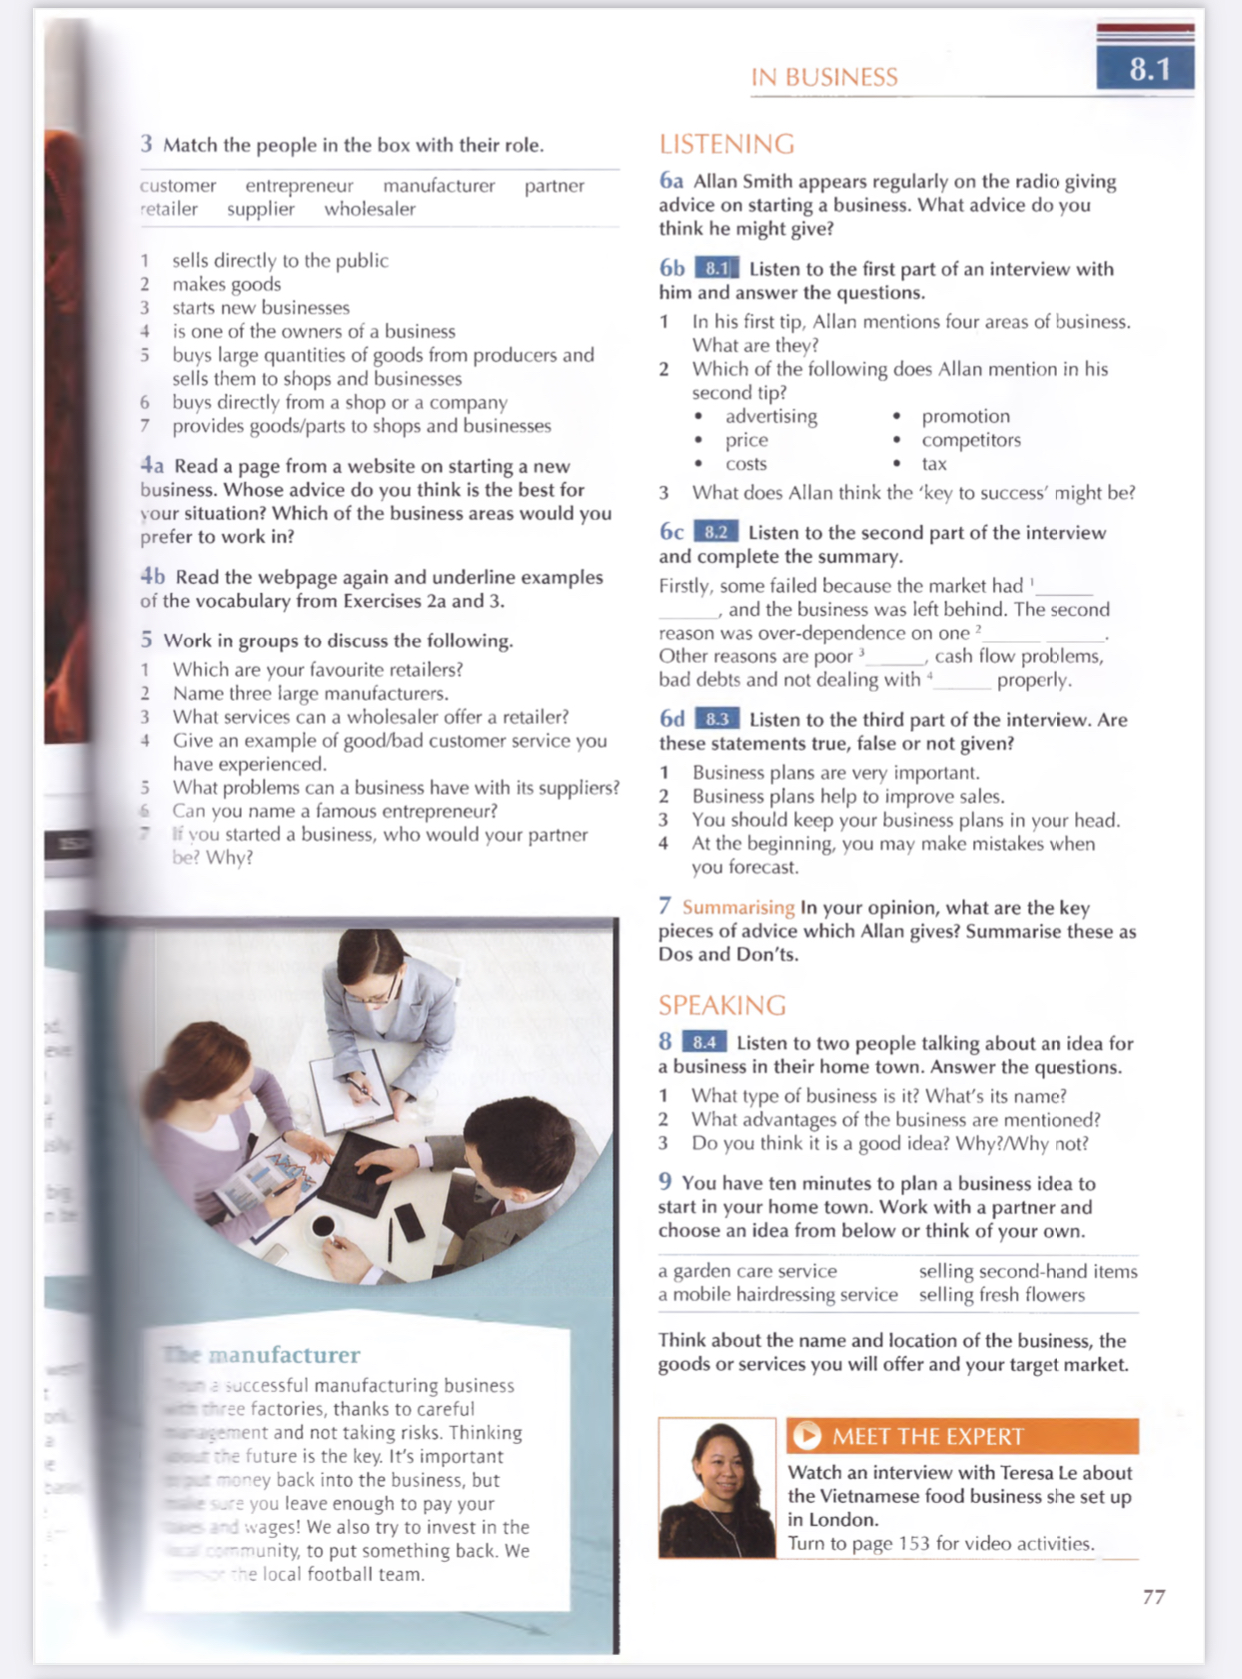 IN BUSINESS
8.1
3 Match the people in the box with their role.
customer entrepreneur manufacturer partner
retailer supplier wholesaler
1 sells directly to the public
2 makes goods
3 starts new businesses
4 is one of the owners of a business
5 buys large quantities of goods from producers and
sells them to shops and businesses
6 buys directly from a shop or a company
7 provides goods/parts to shops and businesses
4a Read a page from a website on starting a new
business. Whose advice do you think is the best for
your situation? Which of the business areas would you
prefer to work in?
4b Read the webpage again and underline examples
of the vocabulary from Exercises 2a and 3.
5 Work in groups to discuss the following.
1 Which are your favourite retailers?
2 Name three large manufacturers.
3 What services can a wholesaler offer a retailer?
4 Give an example of good/bad customer service you
have experienced.
5 What problems can a business have with its suppliers?
6 Can you name a famous entrepreneur?
7 If you started a business, who would your partner
be? Why?
The manufacturer
a successful manufacturing business
with three factories, thanks to careful
management and not taking risks. Thinking
about the future is the key. It's important
to put money back into the business, but
make sure you leave enough to pay your
taxes and wages! We also try to invest in the
local community, to put something back. We
sponsor the local football team.
LISTENING
6a Allan Smith appears regularly on the radio giving
advice on starting a business. What advice do you
think he might give?
6b 8.1 Listen to the first part of an interview with
him and answer the questions.
1 In his first tip, Allan mentions four areas of business.
What are they?
2 Which of the following does Allan mention in his
second tip?
• advertising • promotion
• price • competitors
• costs • tax
3 What does Allan think the 'key to success' might be?
6c 8.2 Listen to the second part of the interview
and complete the summary.
Firstly, some failed because the market had ¹______
______, and the business was left behind. The second
reason was over-dependence on one ²______ ______.
Other reasons are poor ³______, cash flow problems,
bad debts and not dealing with ⁴______ properly.
6d 8.3 Listen to the third part of the interview. Are
these statements true, false or not given?
1 Business plans are very important.
2 Business plans help to improve sales.
3 You should keep your business plans in your head.
4 At the beginning, you may make mistakes when
you forecast.
7 Summarising In your opinion, what are the key
pieces of advice which Allan gives? Summarise these as
Dos and Don'ts.
SPEAKING
8 8.4 Listen to two people talking about an idea for
a business in their home town. Answer the questions.
1 What type of business is it? What's its name?
2 What advantages of the business are mentioned?
3 Do you think it is a good idea? Why?/Why not?
9 You have ten minutes to plan a business idea to
start in your home town. Work with a partner and
choose an idea from below or think of your own.
a garden care service selling second-hand items
a mobile hairdressing service selling fresh flowers
Think about the name and location of the business, the
goods or services you will offer and your target market.
MEET THE EXPERT
Watch an interview with Teresa Le about
the Vietnamese food business she set up
in London.
Turn to page 153 for video activities.
77